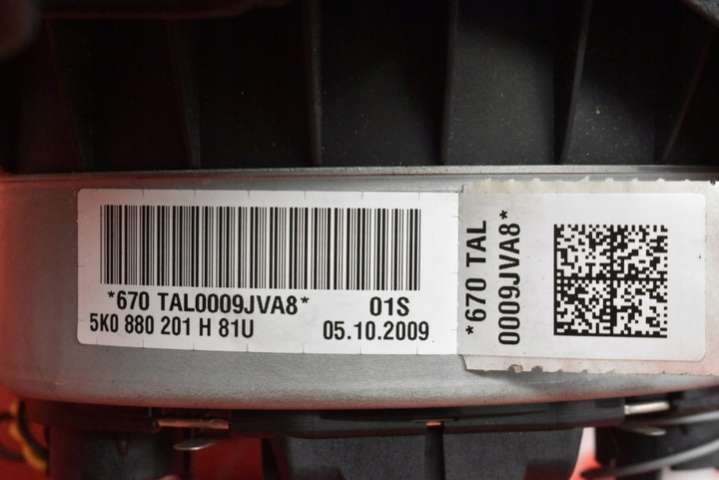 *670 TAL0009JVA8* 01S
5K0 880 201 H 81U 05.10.2009
*670 TAL
0009JVA8*